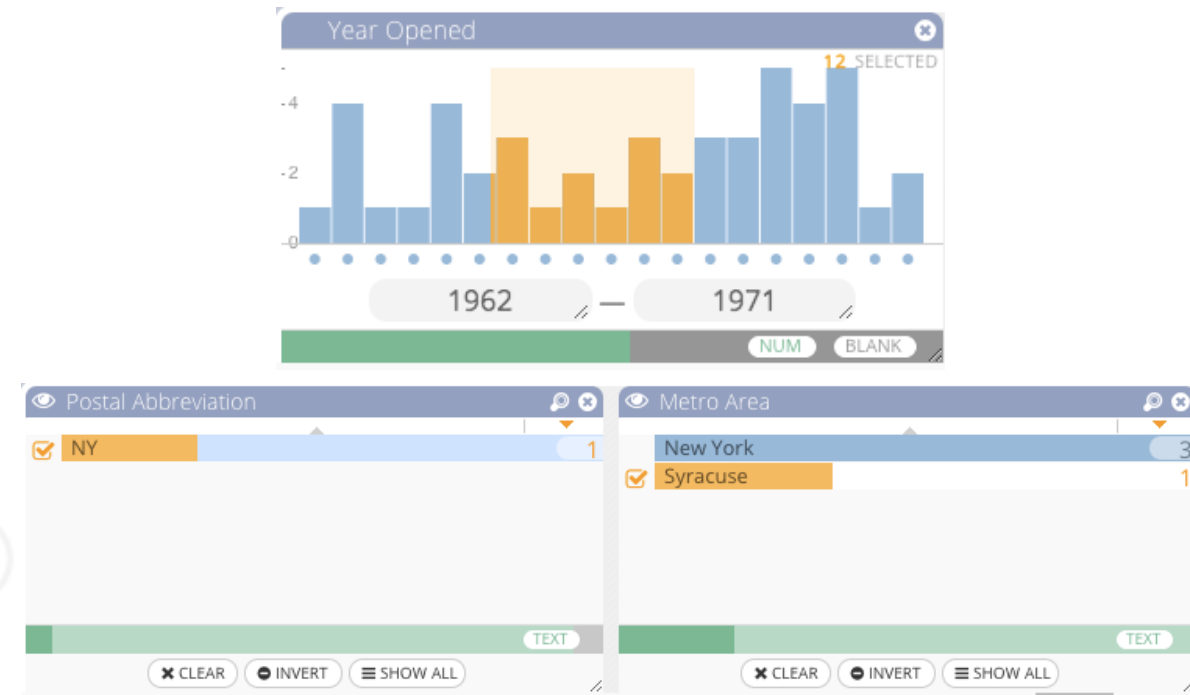 Year Opened
12 SELECTED
4
2
0
1962 — 1971
NUM BLANK
Postal Abbreviation
NY 1
TEXT
CLEAR INVERT SHOW ALL
Metro Area
New York 3
Syracuse 1
TEXT
CLEAR INVERT SHOW ALL